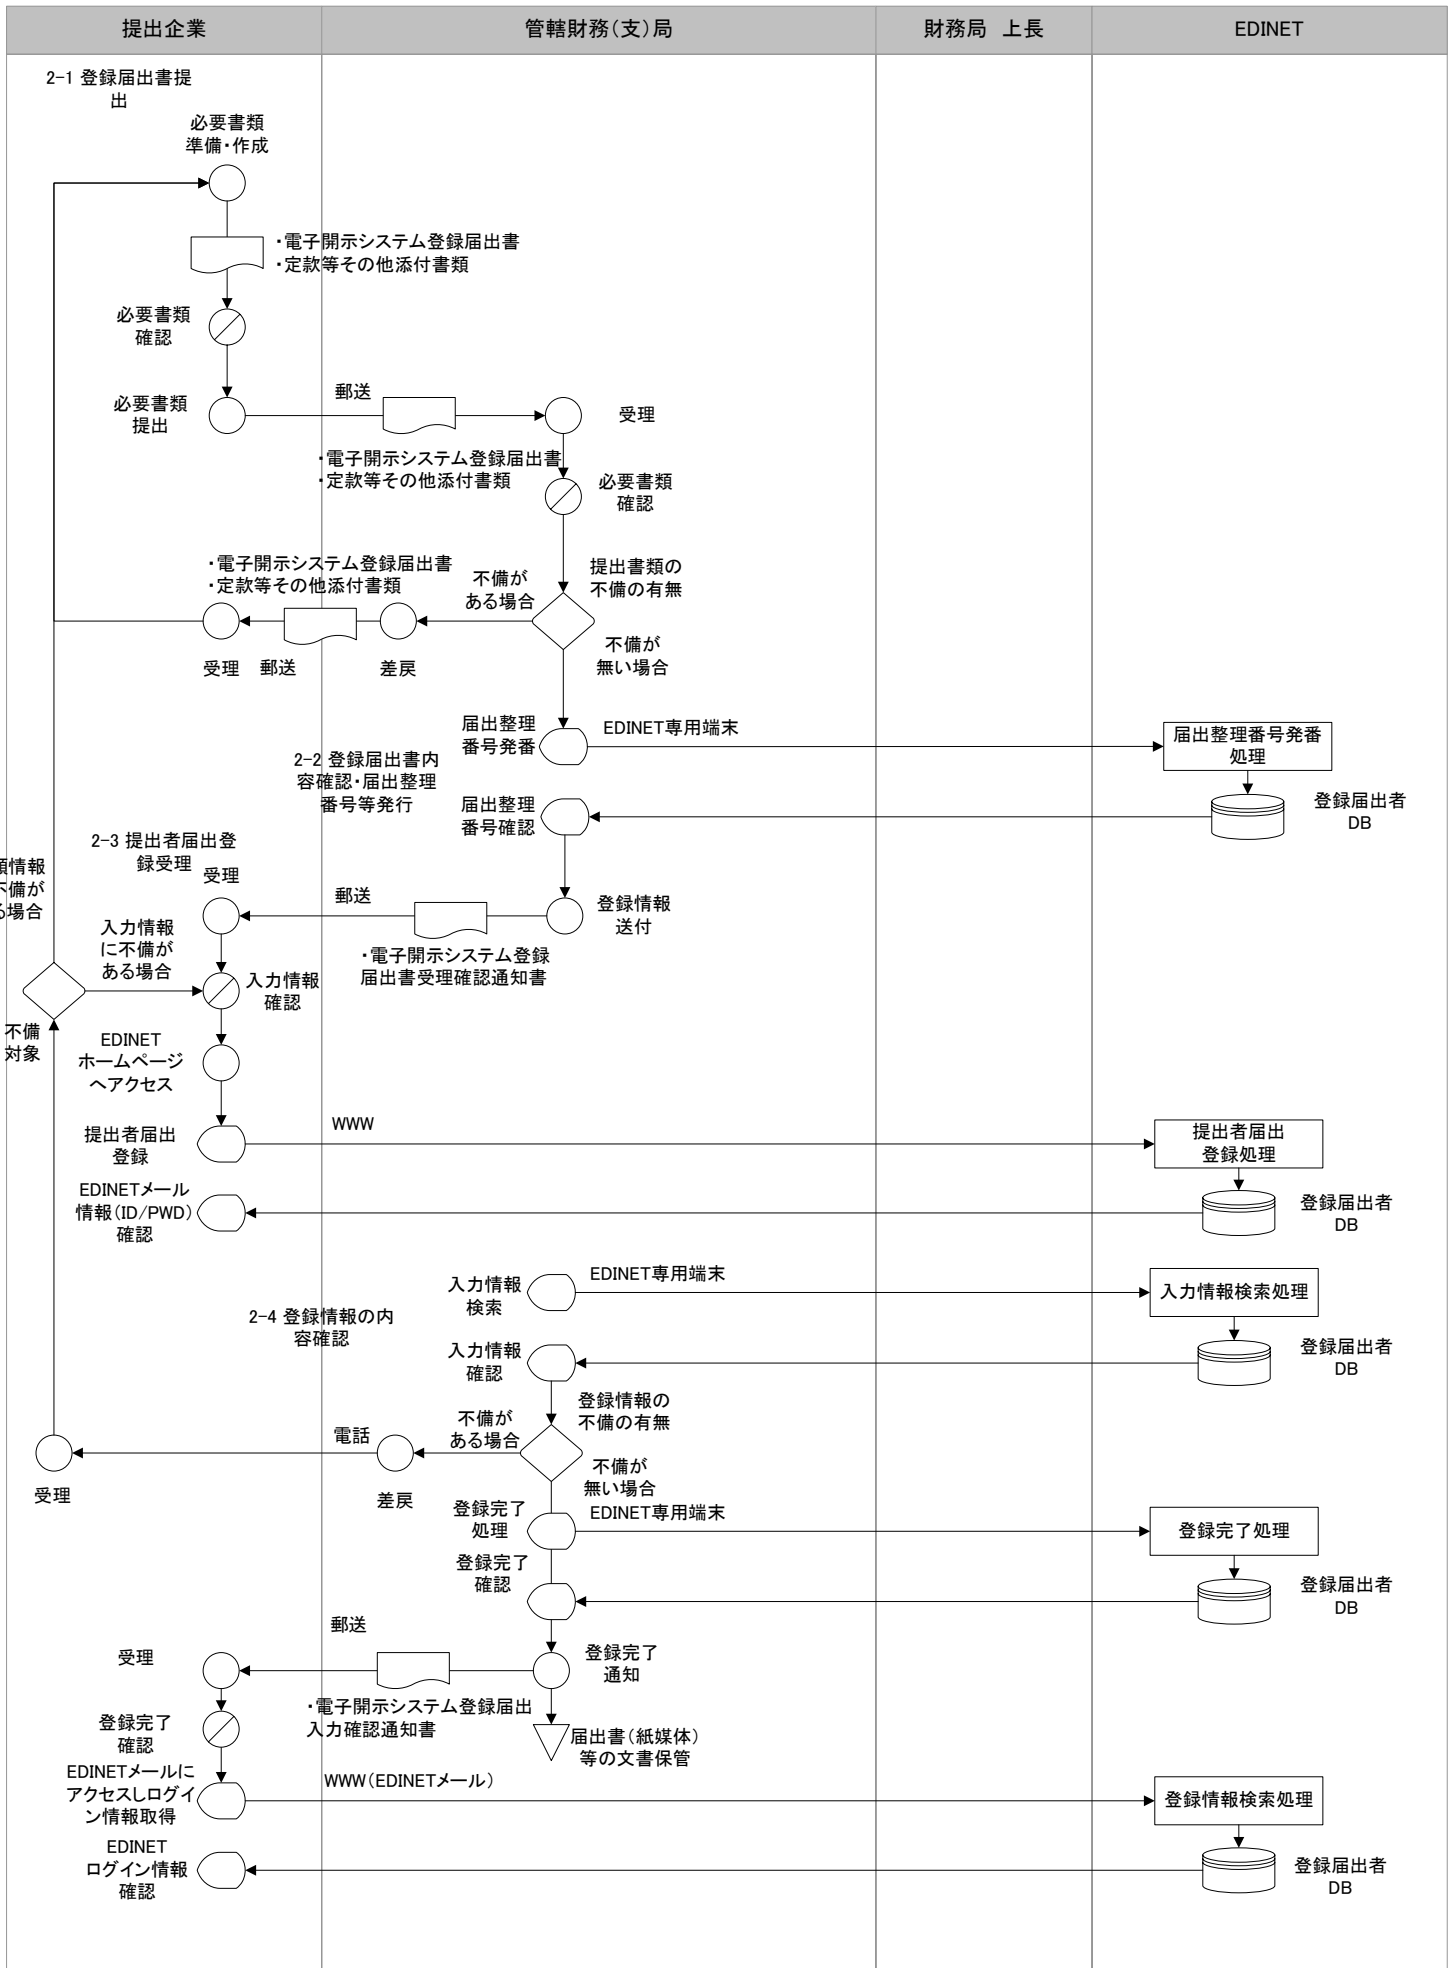 提出企業
管轄財務(支)局
財務局　上長
EDINET
2-1 登録届出書提
出
必要書類
準備・作成
・電子開示システム登録届出書
・定款等その他添付書類
必要書類
確認
必要書類
提出
郵送
受理
・電子開示システム登録届出書
・定款等その他添付書類
必要書類
確認
・電子開示システム登録届出書
・定款等その他添付書類
不備が
ある場合
提出書類の
不備の有無
不備が
無い場合
受理
郵送
差戻
届出整理
番号発番
EDINET専用端末
届出整理番号発番
処理
2-2 登録届出書内
容確認・届出整理
番号等発行
届出整理
番号確認
登録届出者
DB
2-3 提出者届出登
録受理
情報
不備が
場合
受理
郵送
登録情報
送付
入力情報
に不備が
ある場合
・電子開示システム登録
届出書受理確認通知書
入力情報
確認
不備
対象
EDINET
ホームページ
へアクセス
提出者届出
登録
WWW
提出者届出
登録処理
EDINETメール
情報(ID/PWD)
確認
登録届出者
DB
入力情報
検索
EDINET専用端末
入力情報検索処理
2-4 登録情報の内
容確認
入力情報
確認
登録届出者
DB
登録情報の
不備の有無
不備が
ある場合
電話
不備が
無い場合
受理
差戻
登録完了
処理
EDINET専用端末
登録完了処理
登録完了
確認
登録届出者
DB
郵送
受理
登録完了
通知
・電子開示システム登録届出
入力確認通知書
登録完了
確認
届出書(紙媒体)
等の文書保管
EDINETメールに
アクセスしログイ
ン情報取得
WWW(EDINETメール)
登録情報検索処理
EDINET
ログイン情報
確認
登録届出者
DB